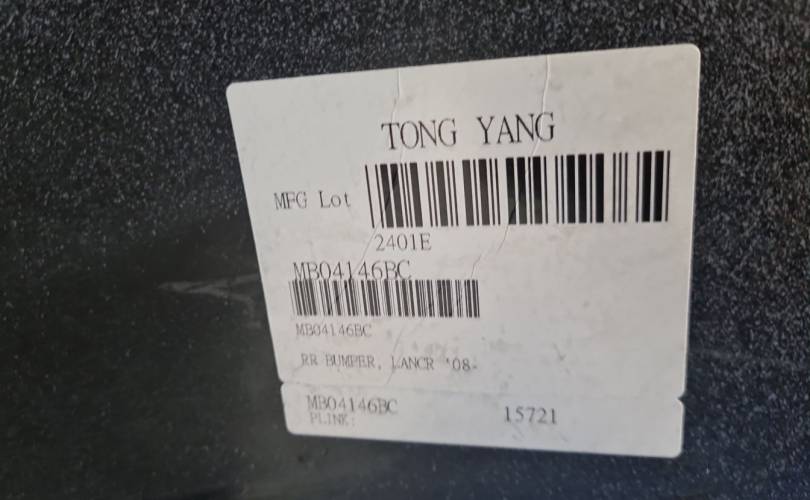 TONG YANG
MFG Lot
2401E
MB04146BC
MB04146BC
RR BUMPER, LANCR '08-
MB04146BC
PLINK:
15721